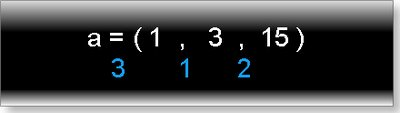 a = ( 1 , 3 , 15 )
3 1 2